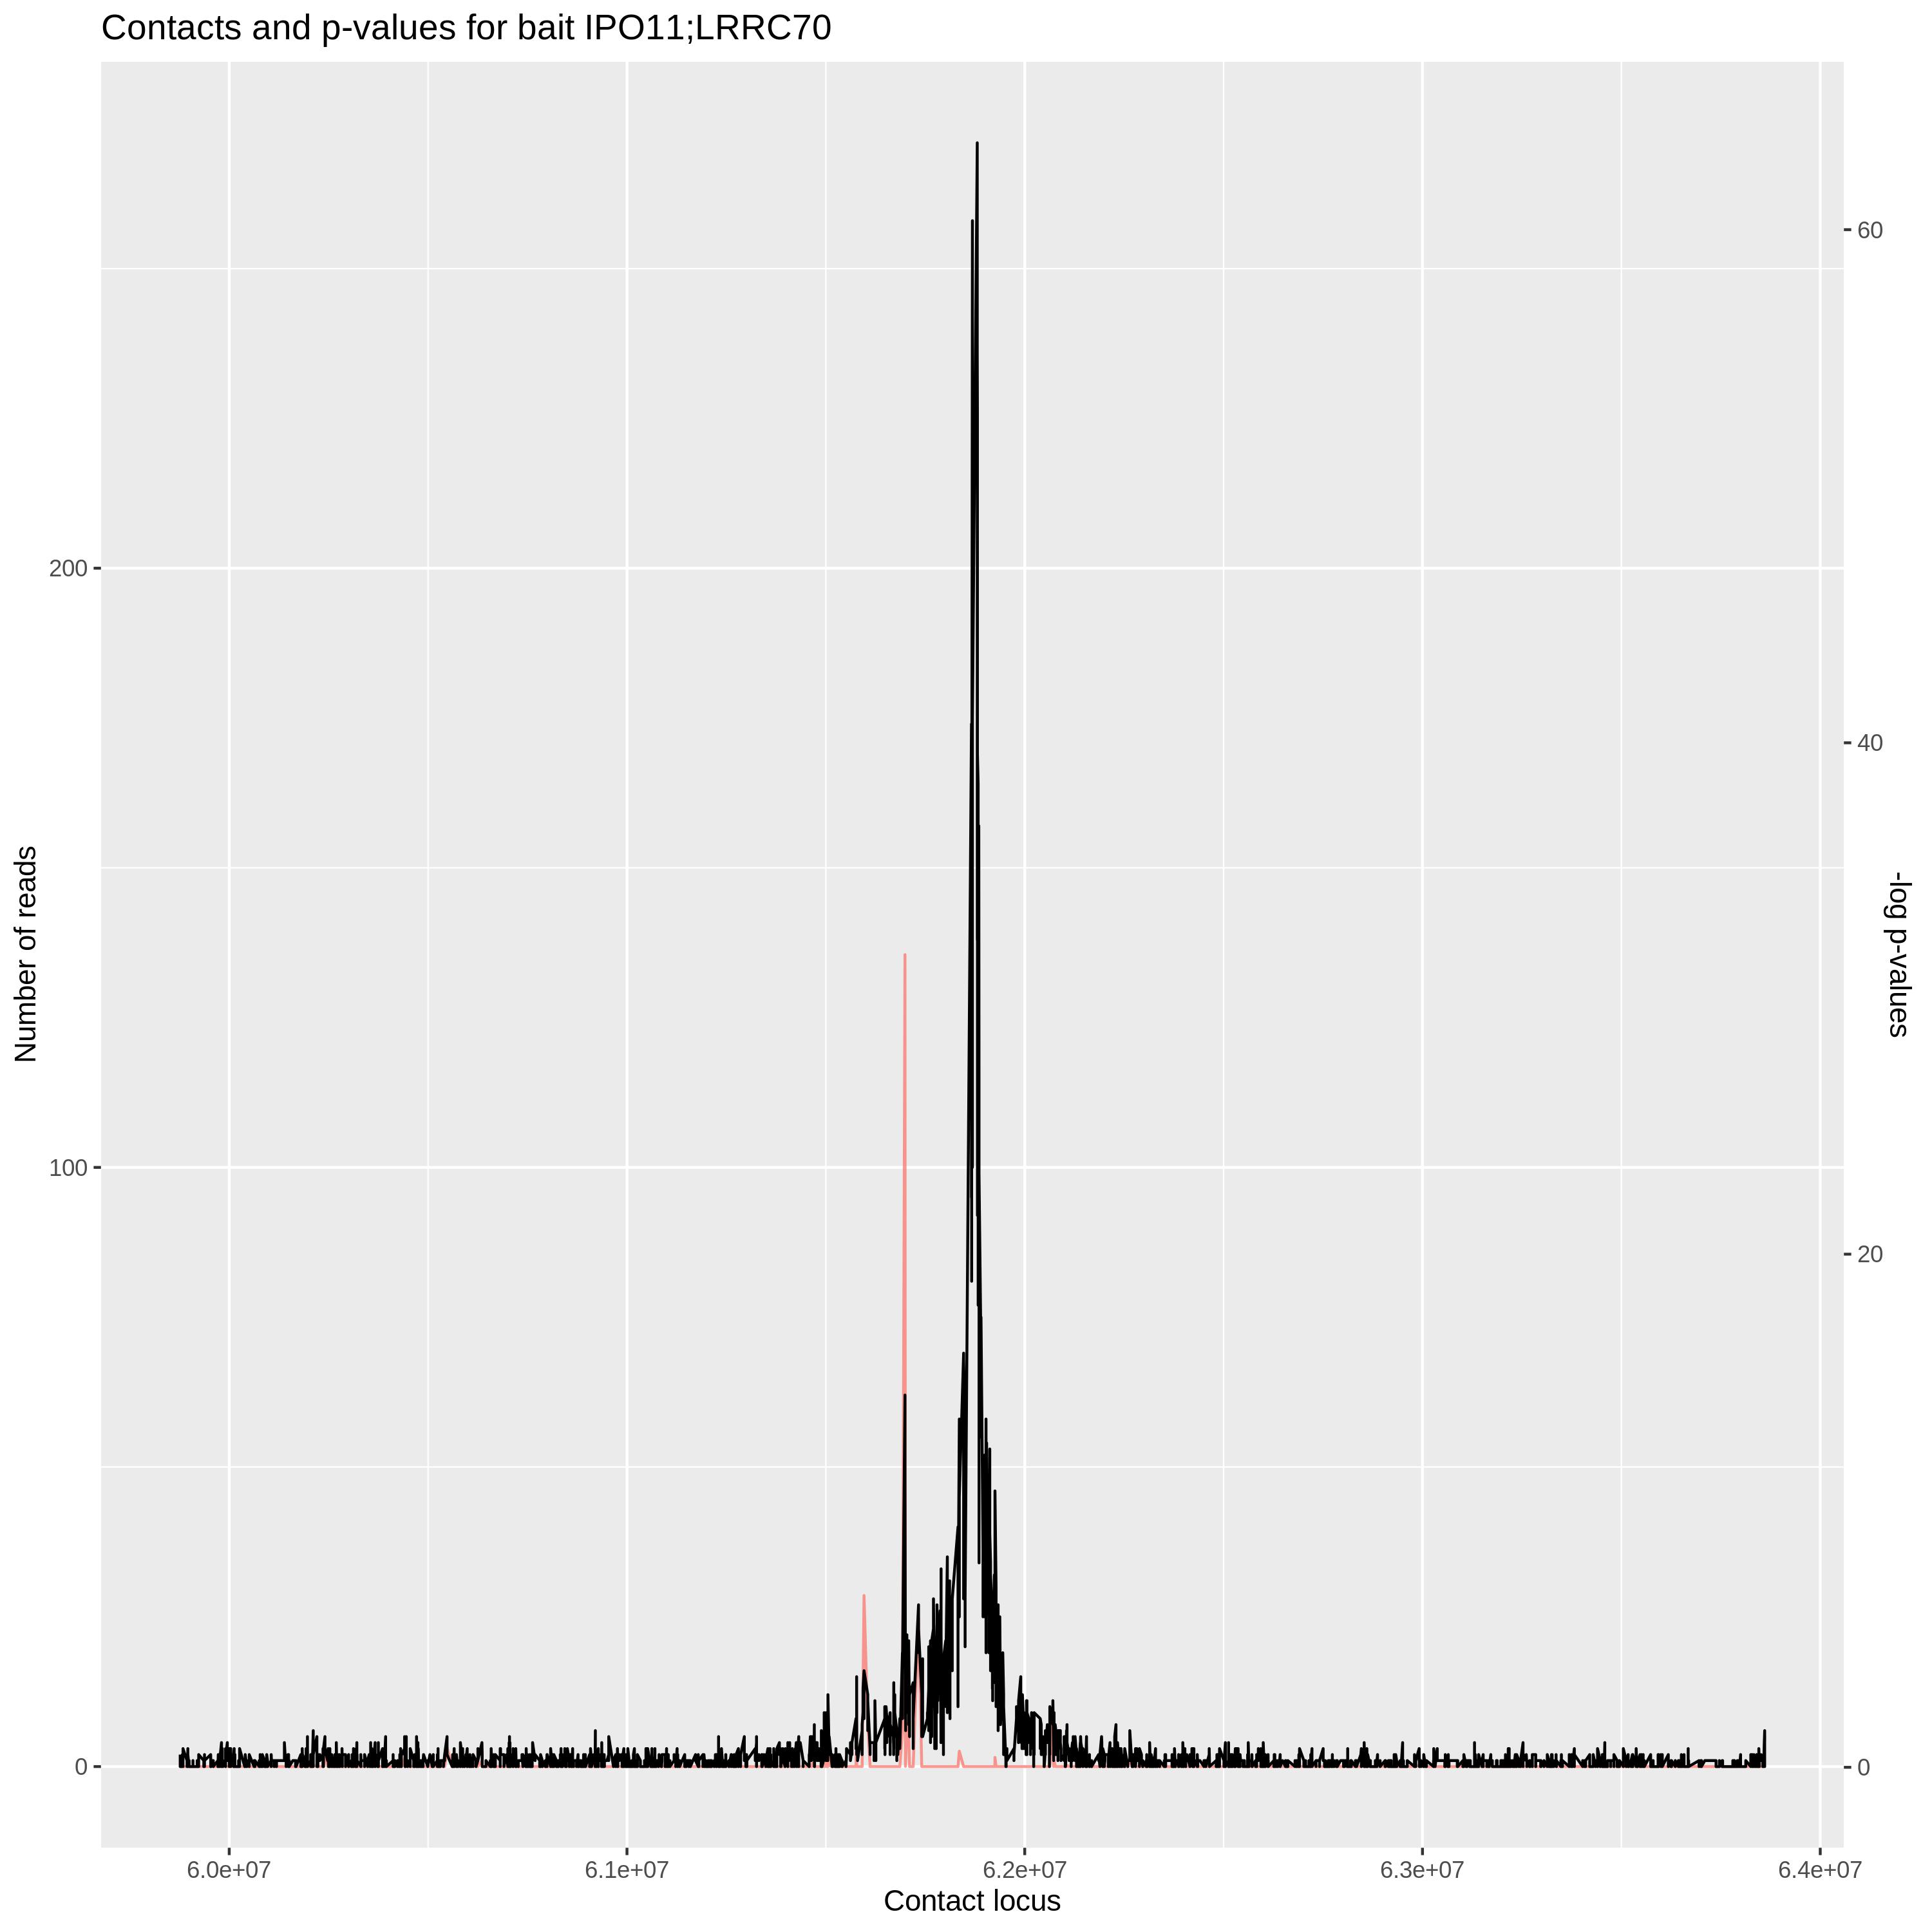 Contacts and p-values for bait IPO11;LRRC70
Number of reads
200
100
0
60
40
20
0
-log p-values
6.0e+07
6.1e+07
6.2e+07
6.3e+07
6.4e+07
Contact locus